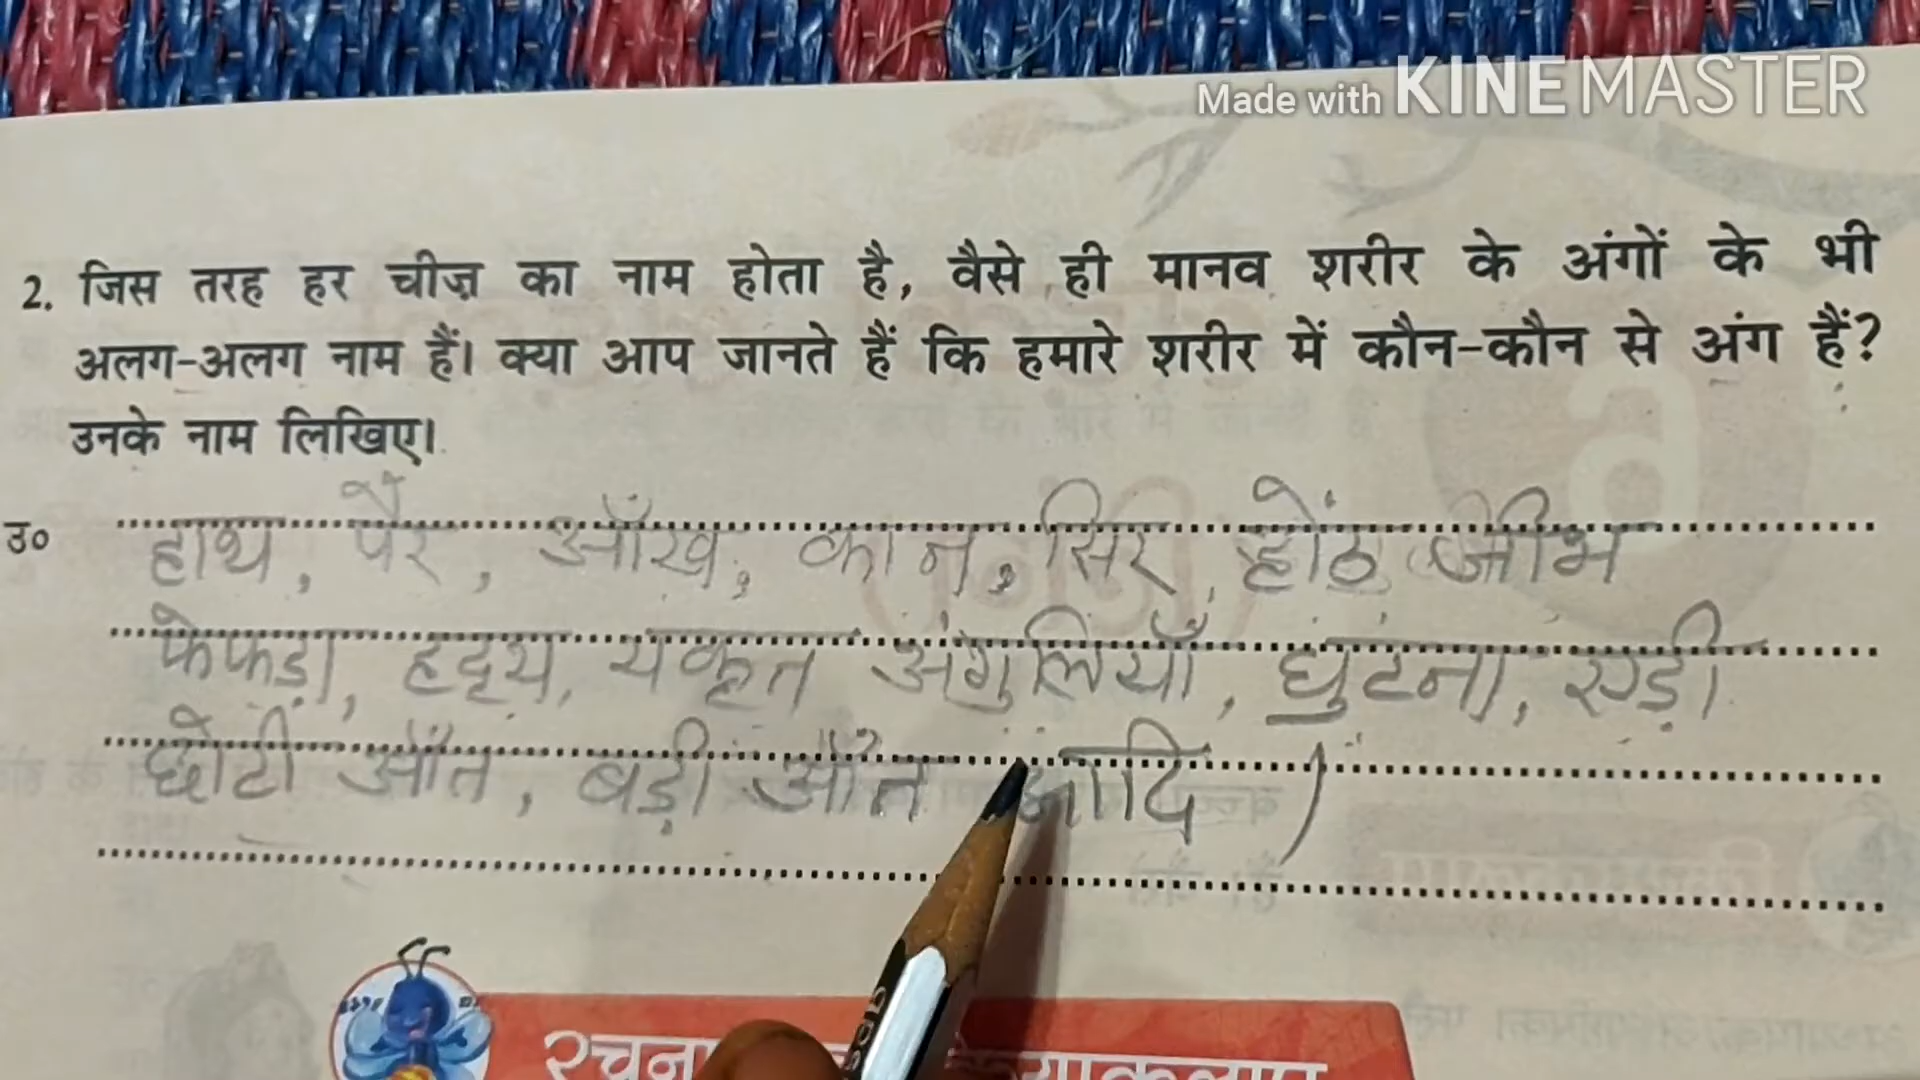 Made with KINEMASTER
2. जिस तरह हर चीज़ का नाम होता है, वैसे ही मानव शरीर के अंगों के भी
अलग-अलग नाम हैं। क्या आप जानते हैं कि हमारे शरीर में कौन-कौन से अंग हैं?
उनके नाम लिखिए।
उ० हाथ, पैर, आँख, कान, सिर, होंठ जीभ
फेफड़ा, हृदय, यकृत अंगुलियाँ, घुटना, एड़ी
छोटी आँत, बड़ी आँत आदि।